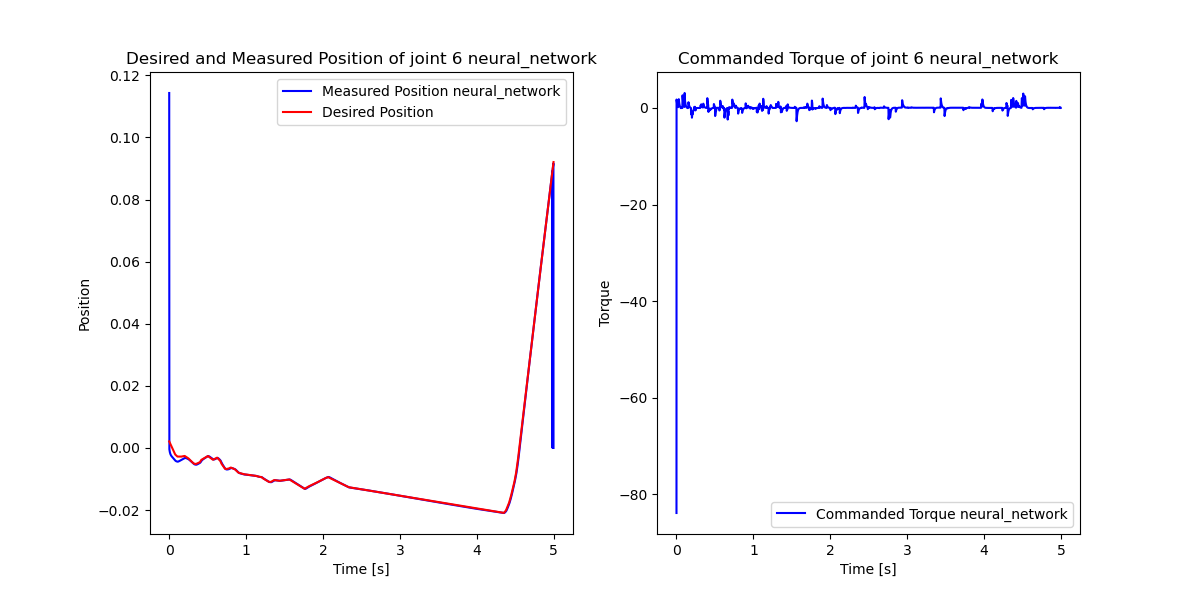 Desired and Measured Position of joint 6 neural_network
Measured Position neural_network
Desired Position
0.12
0.10
0.08
0.06
0.04
0.02
0.00
−0.02
Position
0
1
2
3
4
5
Time [s]
Commanded Torque of joint 6 neural_network
0
−20
−40
−60
−80
Torque
Commanded Torque neural_network
0
1
2
3
4
5
Time [s]